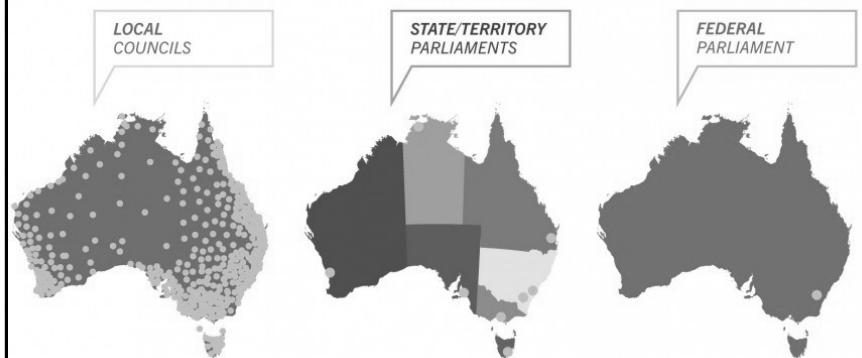 LOCAL
COUNCILS
STATE/TERRITORY
PARLIAMENTS
FEDERAL
PARLIAMENT